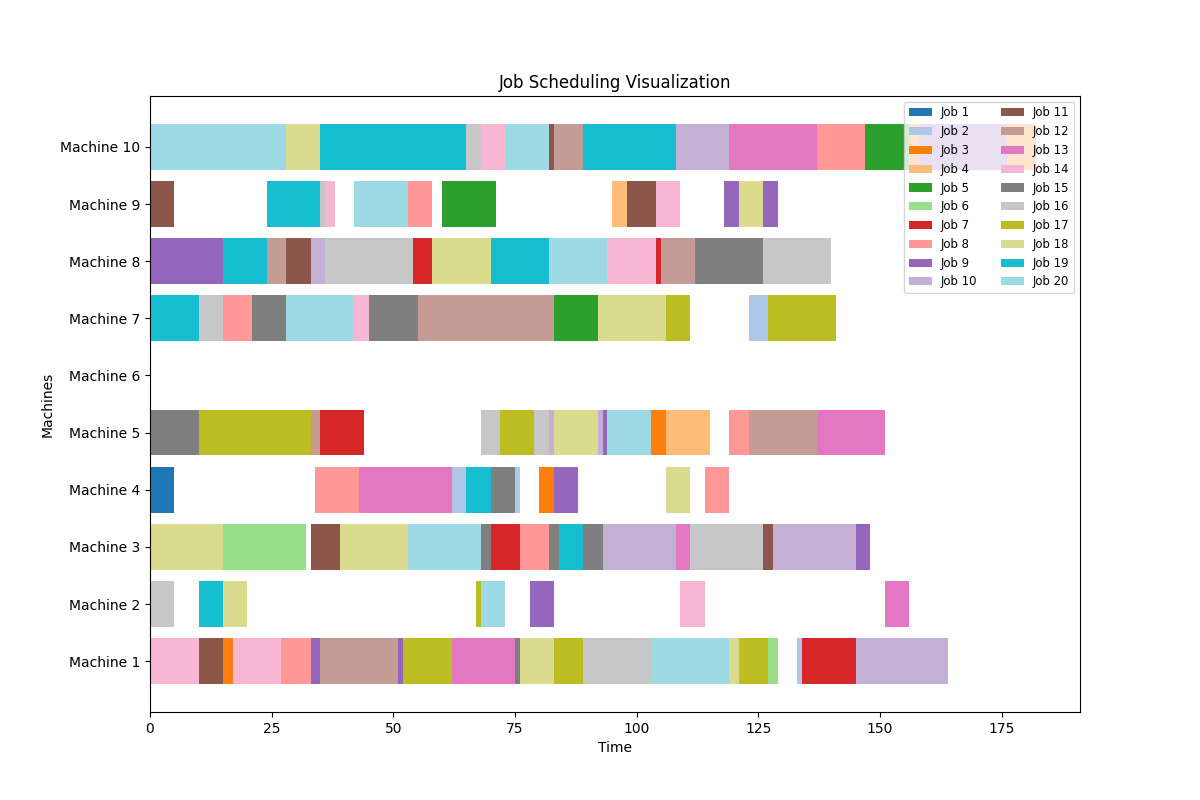 Job Scheduling Visualization
Machine 10
Machine 9
Machine 8
Machine 7
Machine 6
Machine 5
Machine 4
Machine 3
Machine 2
Machine 1
Machines
0 25 50 75 100 125 150 175
Time
Job 1 Job 11
Job 2 Job 12
Job 3 Job 13
Job 4 Job 14
Job 5 Job 15
Job 6 Job 16
Job 7 Job 17
Job 8 Job 18
Job 9 Job 19
Job 10 Job 20